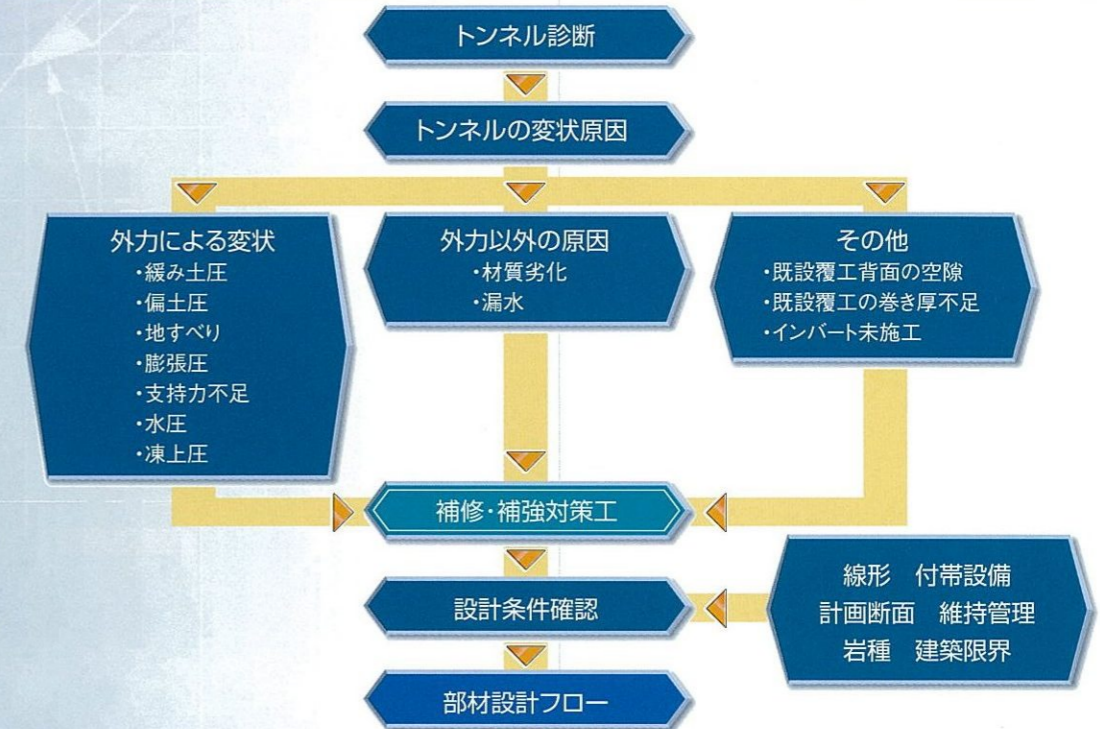 トンネル診断
トンネルの変状原因
外力による変状
・緩み土圧
・偏土圧
・地すべり
・膨張圧
・支持力不足
・水圧
・凍上圧
外力以外の原因
・材質劣化
・漏水
その他
・既設覆工背面の空隙
・既設覆工の巻き厚不足
・インバート未施工
補修・補強対策工
設計条件確認
線形　付帯設備
計画断面　維持管理
岩種　建築限界
部材設計フロー